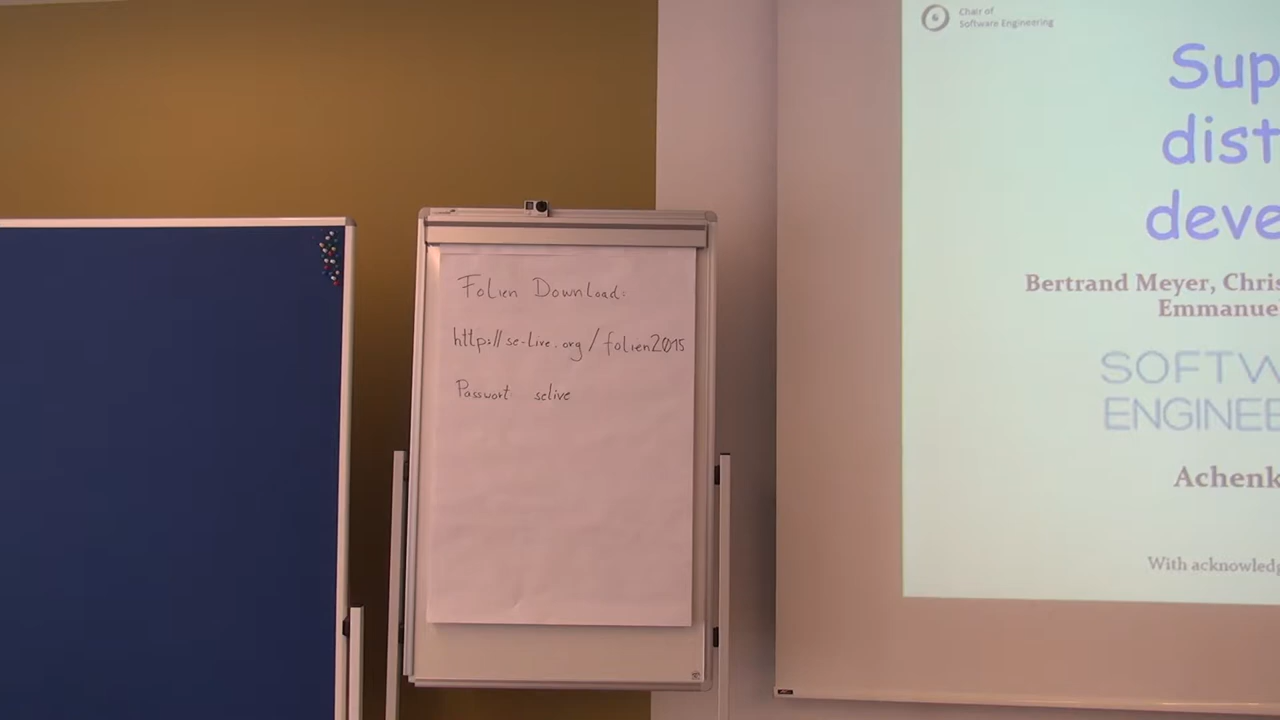 Folien Download:
http://se-live.org/folien2015
Passwort selive
6
Chair of
Software Engineering
Sup
dist
deve
Bertrand Meyer, Chris
Emmanue
SOFTW
ENGINEE
Achenk
With acknowledg